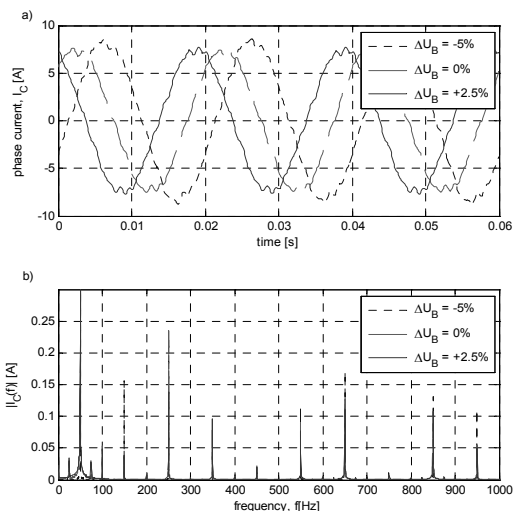 a)
10
5
0
-5
-10
phase current, I_C [A]
ΔU_B = -5%
ΔU_B = 0%
ΔU_B = +2.5%
0 0.01 0.02 0.03 0.04 0.05 0.06
time [s]
b)
0.25
0.2
0.15
0.1
0.05
0
|I_C(f)| [A]
ΔU_B = -5%
ΔU_B = 0%
ΔU_B = +2.5%
0 100 200 300 400 500 600 700 800 900 1000
frequency, f[Hz]